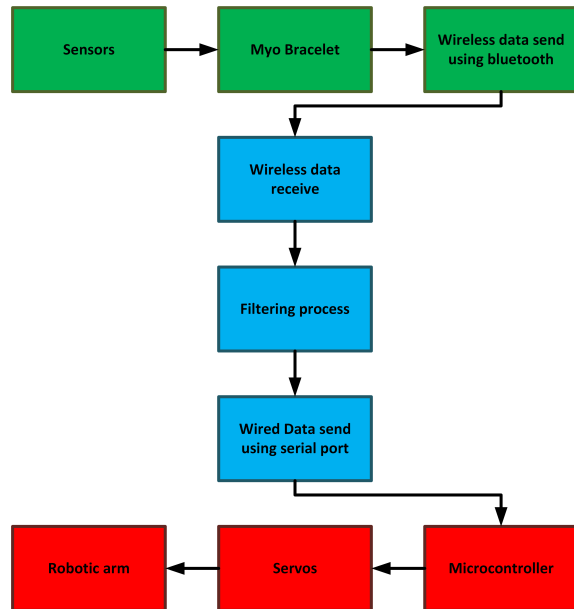 Sensors
Myo Bracelet
Wireless data send
using bluetooth
Wireless data
receive
Filtering process
Wired Data send
using serial port
Robotic arm
Servos
Microcontroller